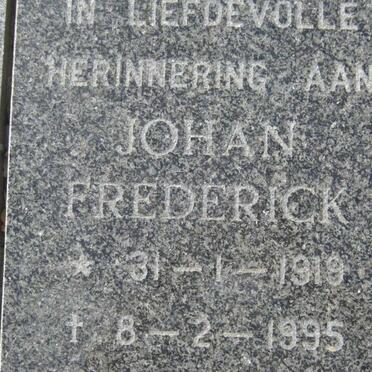 IN LIEFDEVOLLE
HERINNERING AAN
JOHAN
FREDERICK
* 31-1-1919
† 8-2-1995